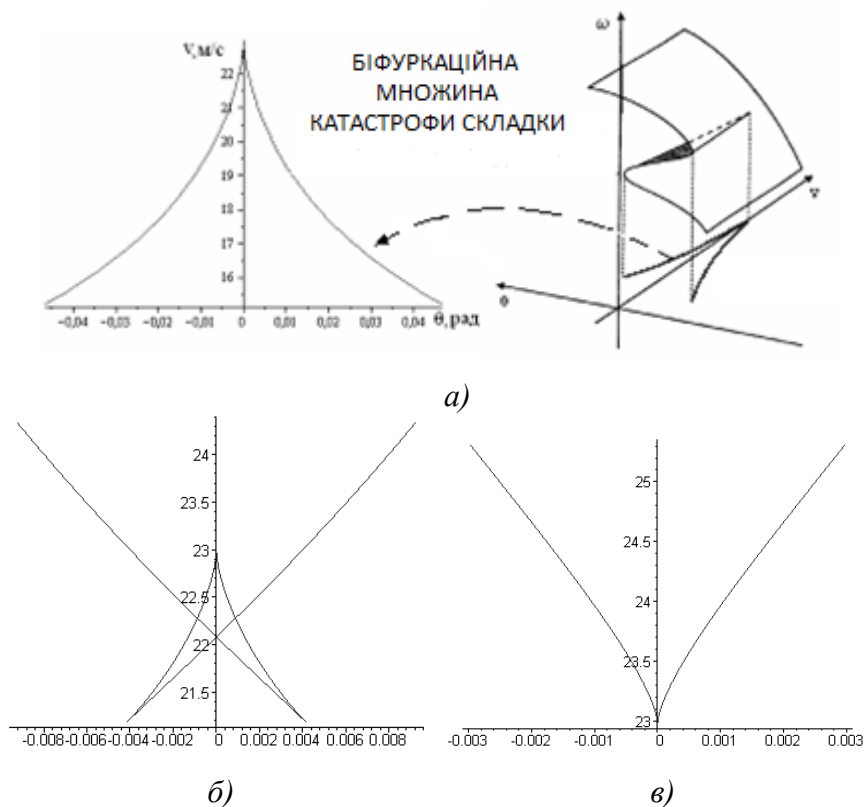 V,м/с
ω
БІФУРКАЦІЙНА
МНОЖИНА
КАТАСТРОФИ СКЛАДКИ
22
21
20
19
18
17
16
v
θ
-0,04 -0,03 -0,02 -0,01 0 0,01 0,02 0,03 0,04 θ,рад
а)
24
23.5
23
22.5
22
21.5
-0.008 -0.006 -0.004 -0.002 0 0.002 0.004 0.006 0.008
25
24.5
24
23.5
23
-0.003 -0.002 -0.001 0 0.001 0.002 0.003
б)
в)